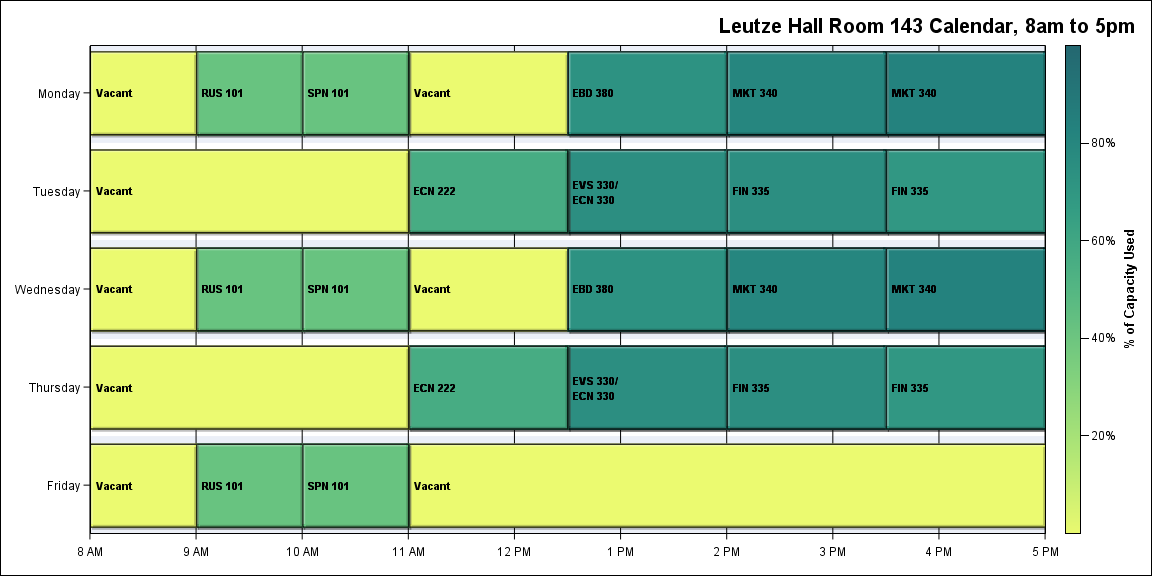 Leutze Hall Room 143 Calendar, 8am to 5pm
Monday
Vacant
RUS 101
SPN 101
Vacant
EBD 380
MKT 340
MKT 340
Tuesday
Vacant
ECN 222
EVS 330/
ECN 330
FIN 335
FIN 335
Wednesday
Vacant
RUS 101
SPN 101
Vacant
EBD 380
MKT 340
MKT 340
Thursday
Vacant
ECN 222
EVS 330/
ECN 330
FIN 335
FIN 335
Friday
Vacant
RUS 101
SPN 101
Vacant
8 AM
9 AM
10 AM
11 AM
12 PM
1 PM
2 PM
3 PM
4 PM
5 PM
80%
60%
40%
20%
% of Capacity Used